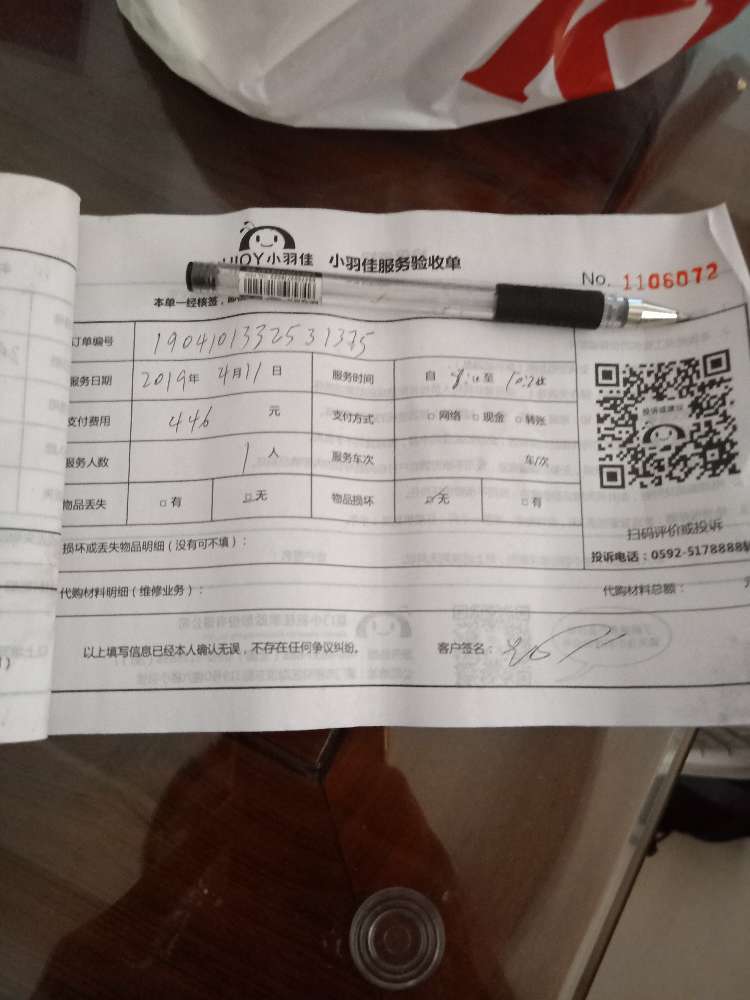 小羽佳 小羽佳服务验收单
No. 1106072
本单一经核签，
订单编号 1904101332531375
服务日期 2019年 4月11日 服务时间 自 至
支付费用 446 元 支付方式 □ 网络 □ 现金 □ 转账
服务人数 1 人 服务车次 车/次
物品丢失 □ 有 □ 无 物品损坏 □ 无 □ 有
投诉或建议
扫码评价或投诉
投诉电话：0592-5178888
损坏或丢失物品明细（没有可不填）：
代购材料明细（维修业务）： 代购材料总额：
以上填写信息已经本人确认无误，不存在任何争议纠纷。 客户签名：